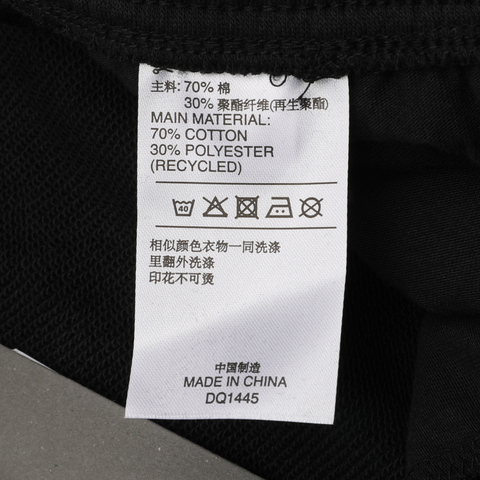 主料: 70% 棉
30% 聚酯纤维(再生聚酯)
MAIN MATERIAL:
70% COTTON
30% POLYESTER
(RECYCLED)
40
相似颜色衣物一同洗涤
里翻外洗涤
印花不可烫
中国制造
MADE IN CHINA
DQ1445